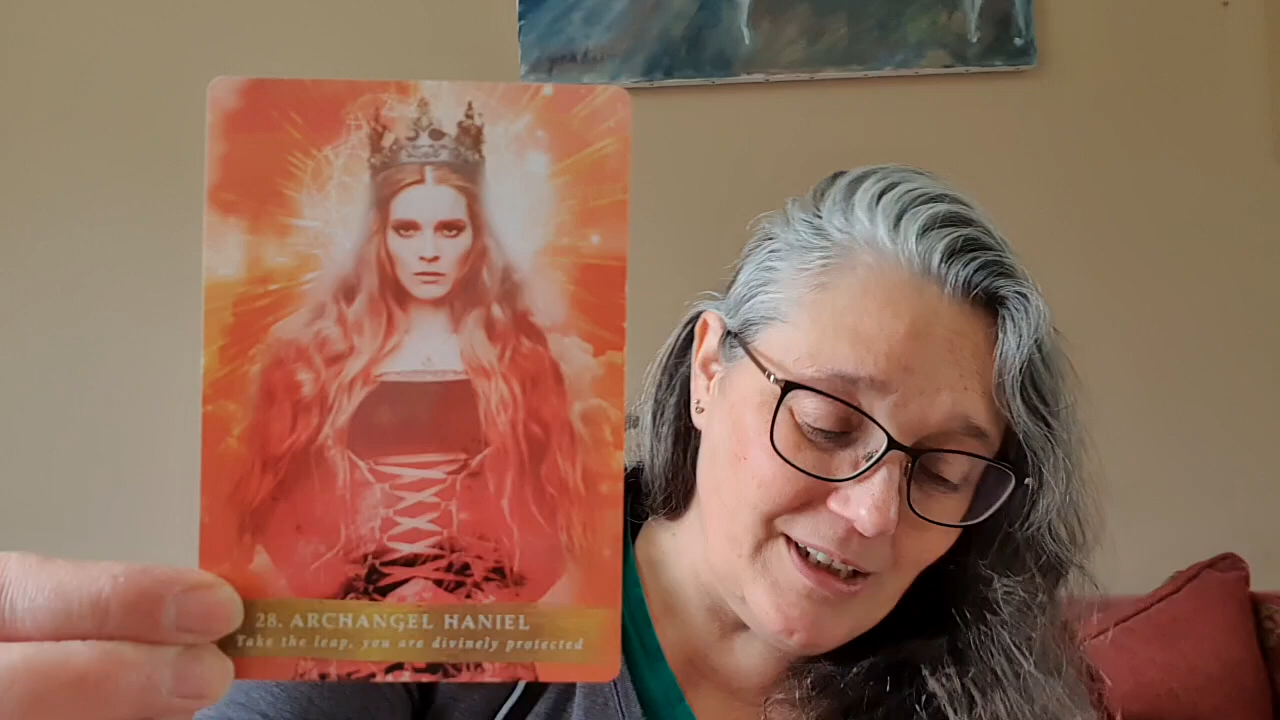 28. ARCHANGEL HANIEL
Take the leap, you are divinely protected